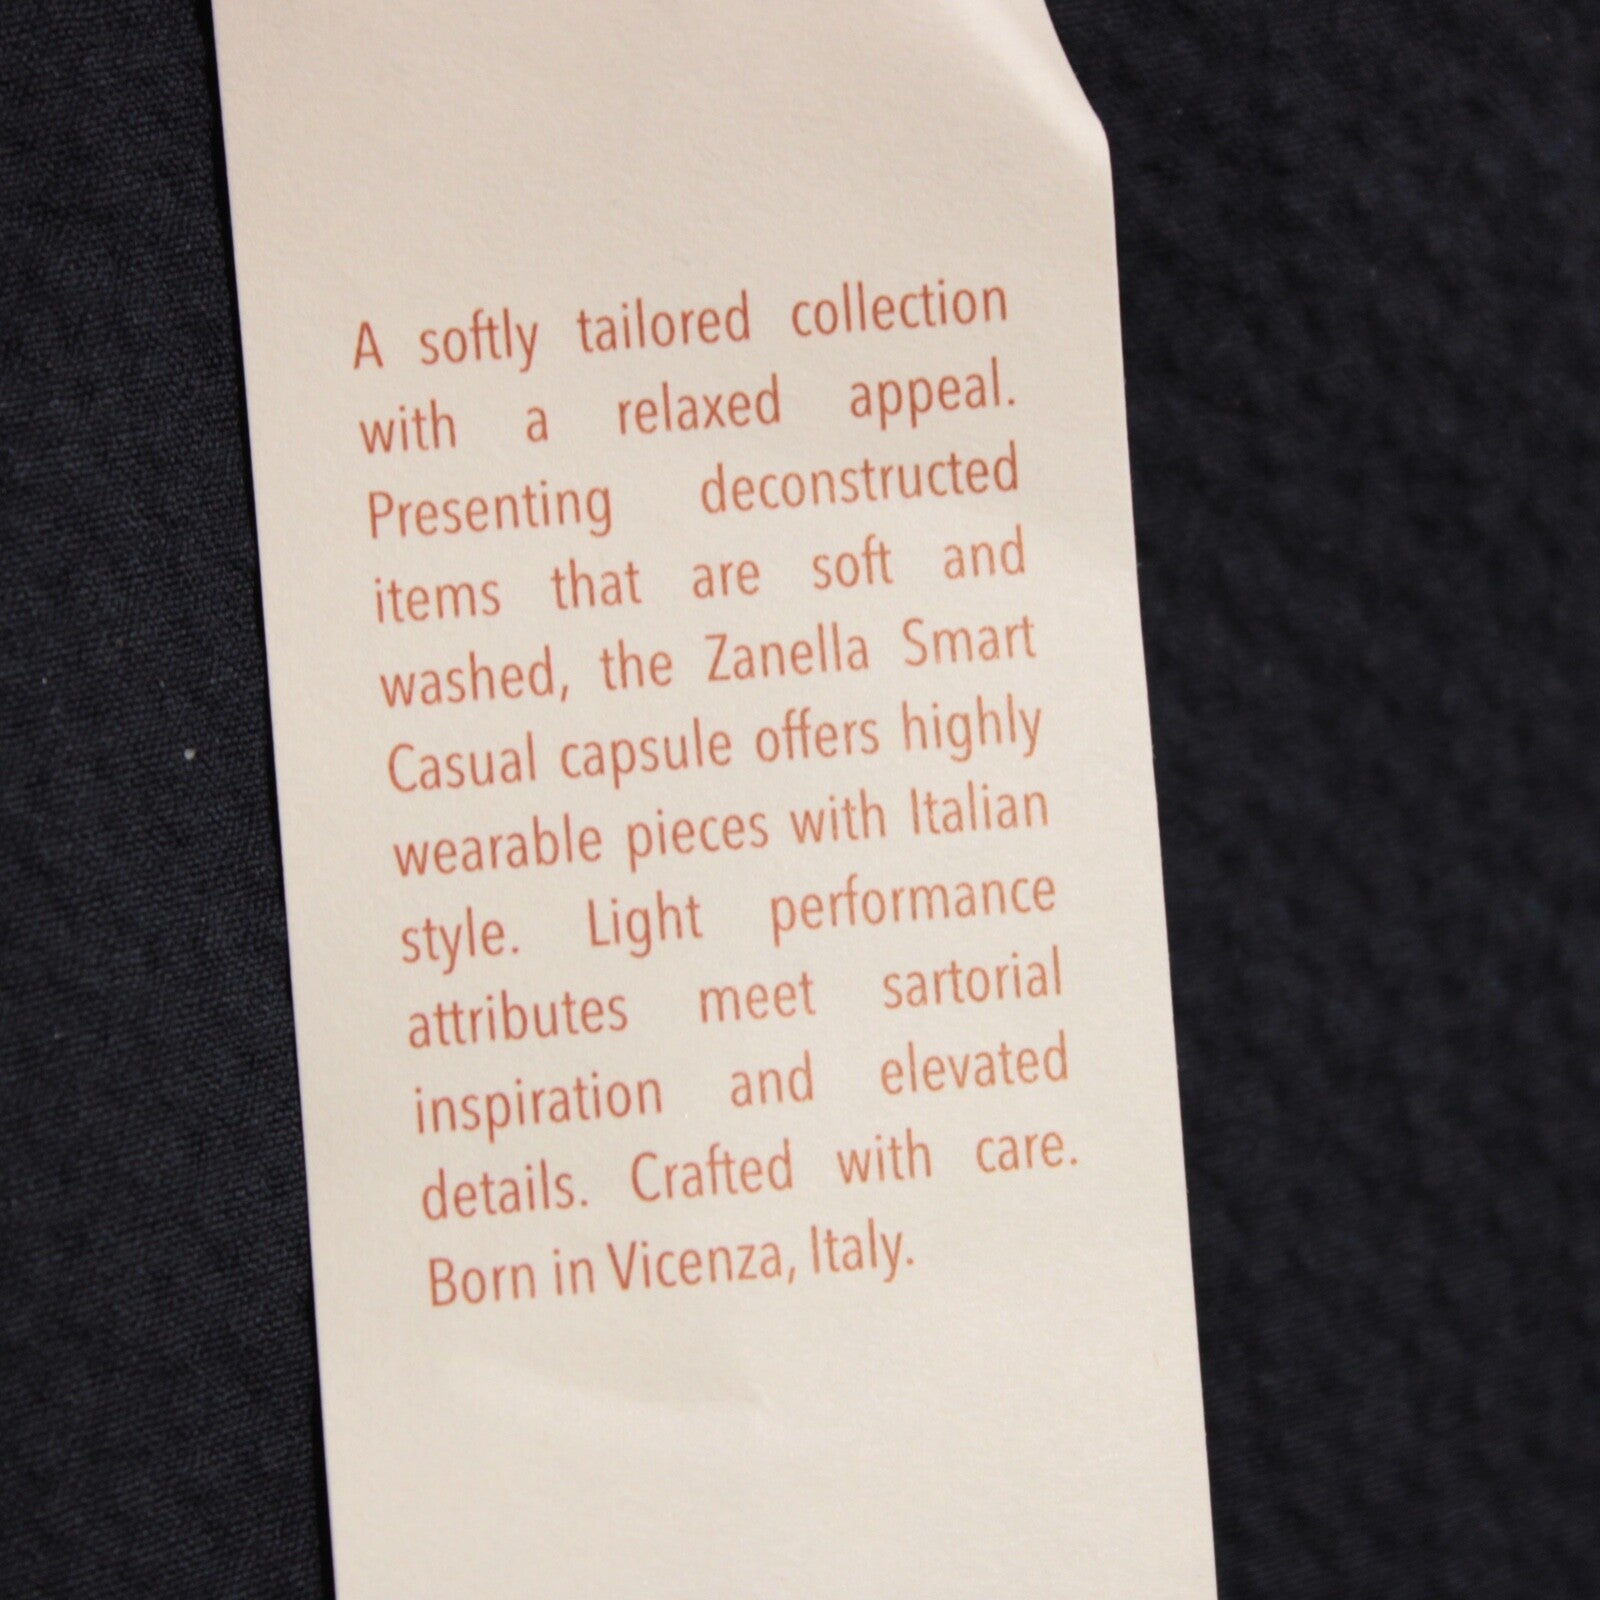 A softly tailored collection
with a relaxed appeal.
Presenting deconstructed
items that are soft and
washed, the Zanella Smart
Casual capsule offers highly
wearable pieces with Italian
style. Light performance
attributes meet sartorial
inspiration and elevated
details. Crafted with care.
Born in Vicenza, Italy.